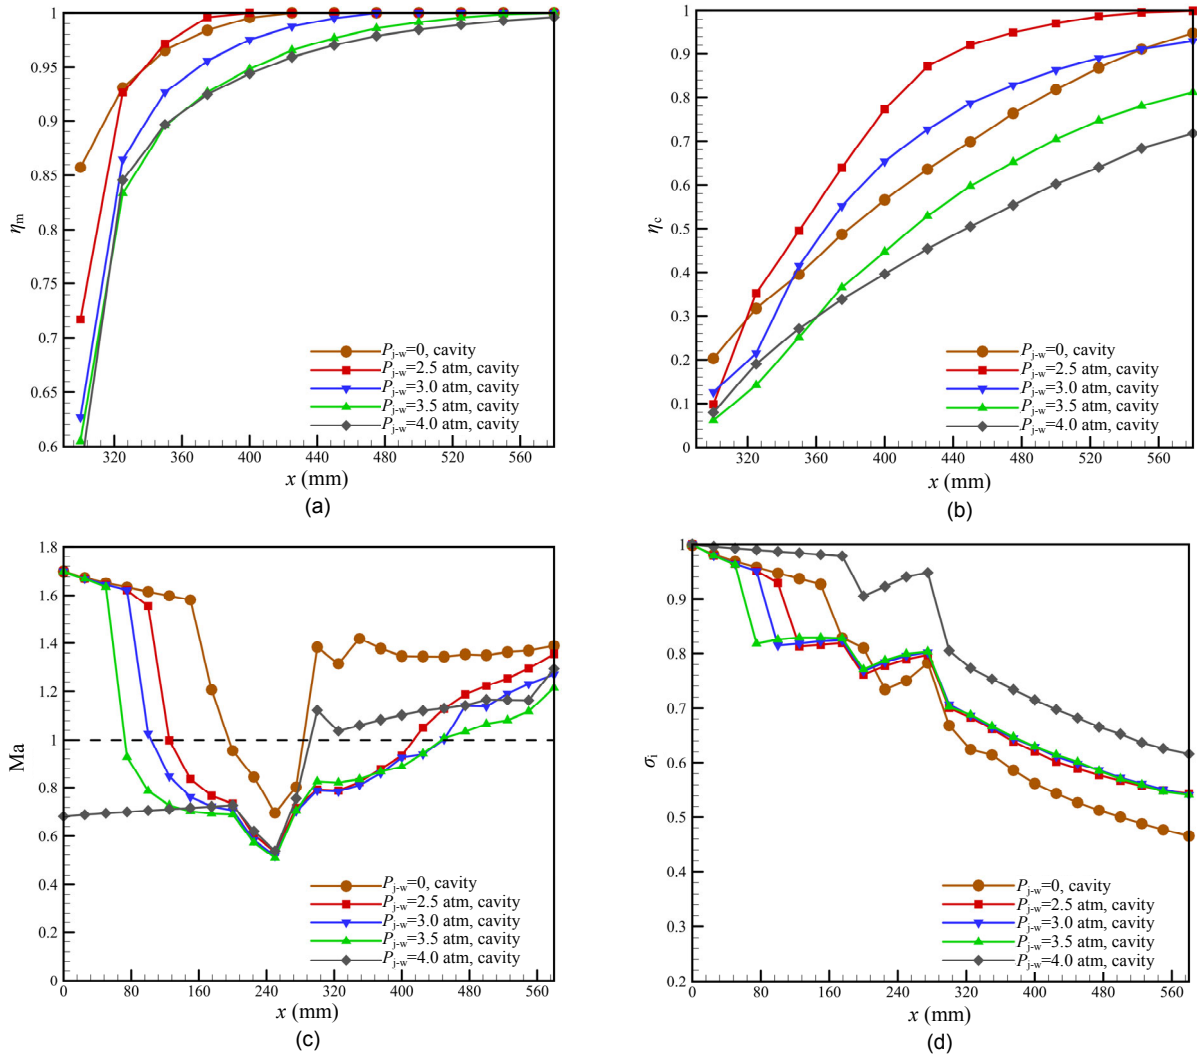 1
0.95
0.9
0.85
0.8
0.75
0.7
0.65
0.6
ηm
320 360 400 440 480 520 560
x (mm)
Pj-w=0, cavity
Pj-w=2.5 atm, cavity
Pj-w=3.0 atm, cavity
Pj-w=3.5 atm, cavity
Pj-w=4.0 atm, cavity
(a)
1
0.9
0.8
0.7
0.6
0.5
0.4
0.3
0.2
0.1
0
ηc
320 360 400 440 480 520 560
x (mm)
Pj-w=0, cavity
Pj-w=2.5 atm, cavity
Pj-w=3.0 atm, cavity
Pj-w=3.5 atm, cavity
Pj-w=4.0 atm, cavity
(b)
1.8
1.6
1.4
1.2
1
0.8
0.6
0.4
0.2
0
Ma
0 80 160 240 320 400 480 560
x (mm)
Pj-w=0, cavity
Pj-w=2.5 atm, cavity
Pj-w=3.0 atm, cavity
Pj-w=3.5 atm, cavity
Pj-w=4.0 atm, cavity
(c)
1
0.9
0.8
0.7
0.6
0.5
0.4
0.3
0.2
σi
0 80 160 240 320 400 480 560
x (mm)
Pj-w=0, cavity
Pj-w=2.5 atm, cavity
Pj-w=3.0 atm, cavity
Pj-w=3.5 atm, cavity
Pj-w=4.0 atm, cavity
(d)